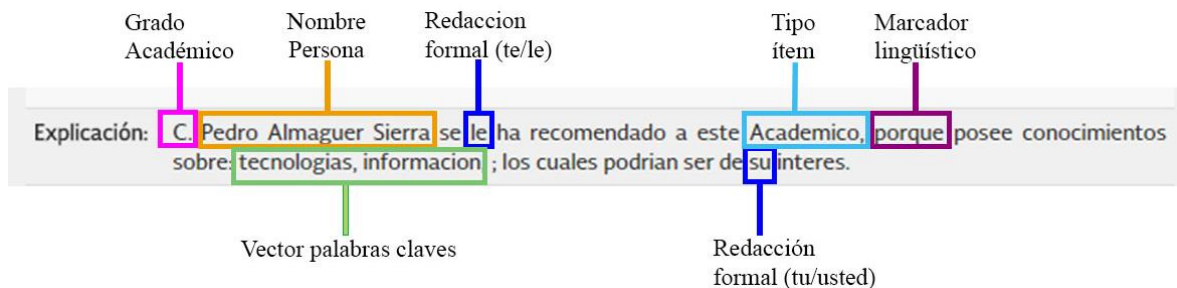 Grado
Académico
Nombre
Persona
Redaccion
formal (te/le)
Tipo
ítem
Marcador
lingüístico
Explicación: C. Pedro Almaguer Sierra se le ha recomendado a este Academico, porque posee conocimientos
sobre: tecnologias, informacion ; los cuales podrian ser de su interes.
Vector palabras claves
Redacción
formal (tu/usted)